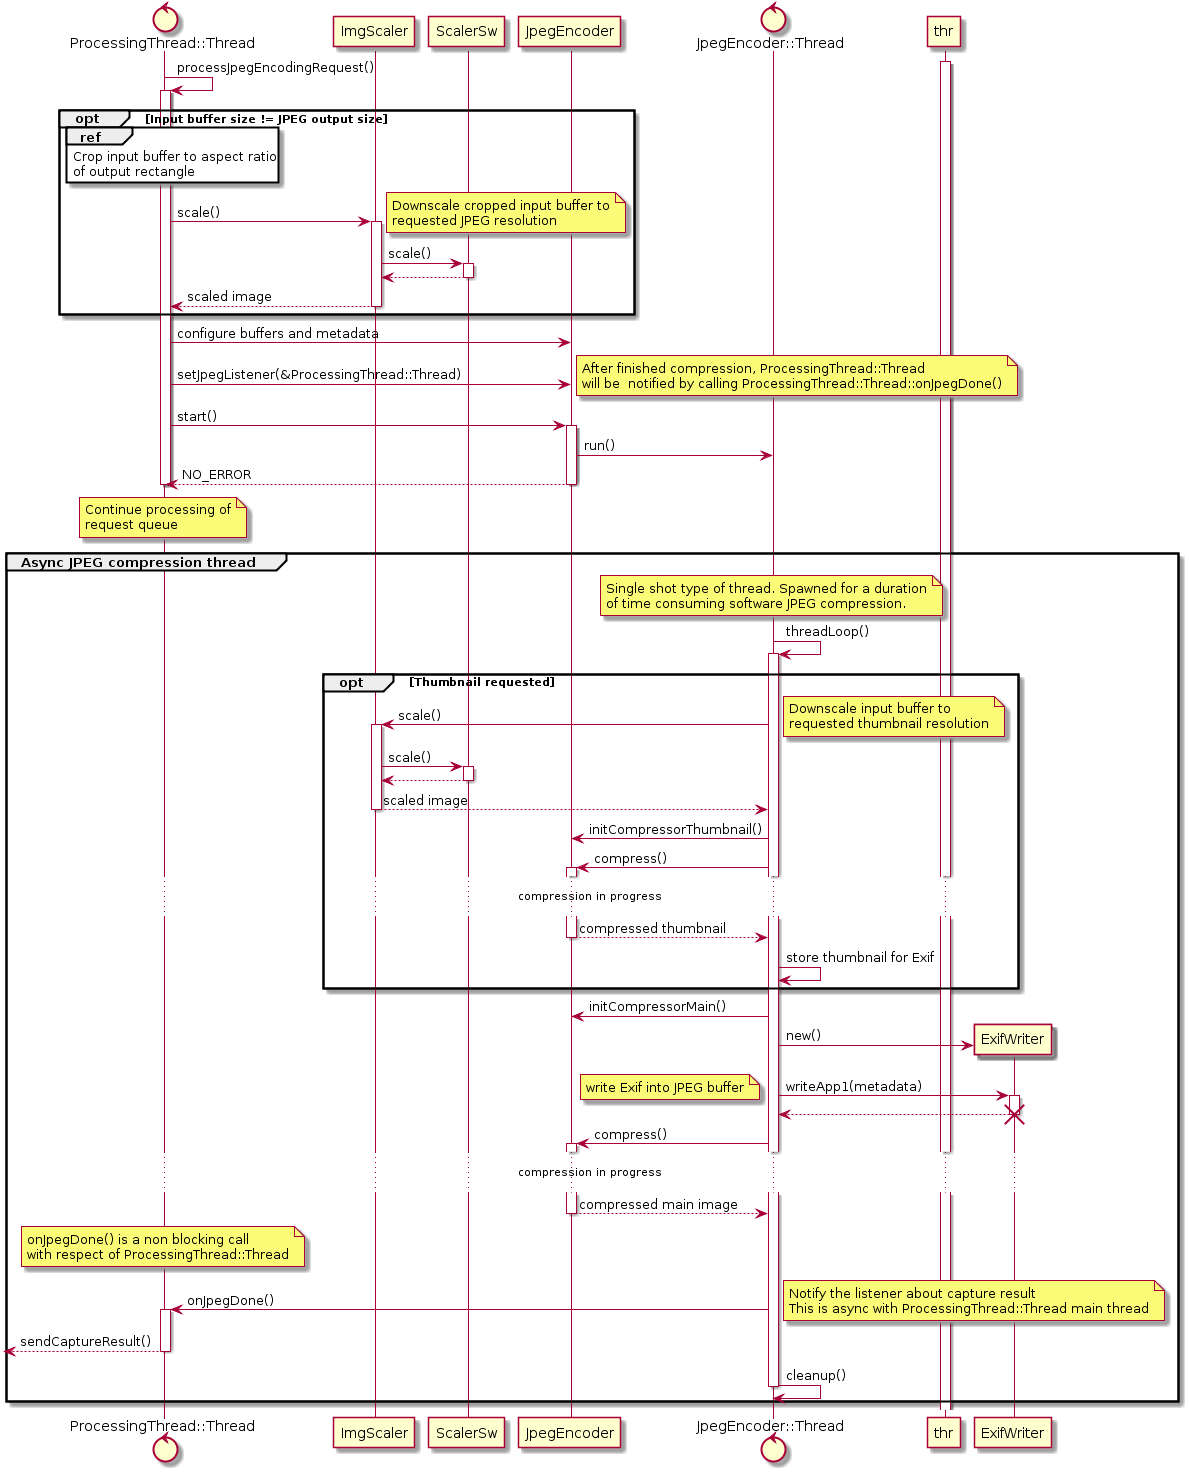 ProcessingThread::Thread
ImgScaler
ScalerSw
JpegEncoder
JpegEncoder::Thread
thr
processJpegEncodingRequest()
opt
[Input buffer size != JPEG output size]
ref
Crop input buffer to aspect ratio
of output rectangle
scale()
Downscale cropped input buffer to
requested JPEG resolution
scale()
scaled image
configure buffers and metadata
setJpegListener(&ProcessingThread::Thread)
After finished compression, ProcessingThread::Thread
will be  notified by calling ProcessingThread::Thread::onJpegDone()
start()
run()
NO_ERROR
Continue processing of
request queue
Async JPEG compression thread
Single shot type of thread. Spawned for a duration
of time consuming software JPEG compression.
threadLoop()
opt
[Thumbnail requested]
scale()
Downscale input buffer to
requested thumbnail resolution
scale()
scaled image
initCompressorThumbnail()
compress()
compression in progress
compressed thumbnail
store thumbnail for Exif
initCompressorMain()
new()
ExifWriter
write Exif into JPEG buffer
writeApp1(metadata)
compress()
compression in progress
compressed main image
onJpegDone() is a non blocking call
with respect of ProcessingThread::Thread
onJpegDone()
Notify the listener about capture result
This is async with ProcessingThread::Thread main thread
sendCaptureResult()
cleanup()
ProcessingThread::Thread
ImgScaler
ScalerSw
JpegEncoder
JpegEncoder::Thread
thr
ExifWriter